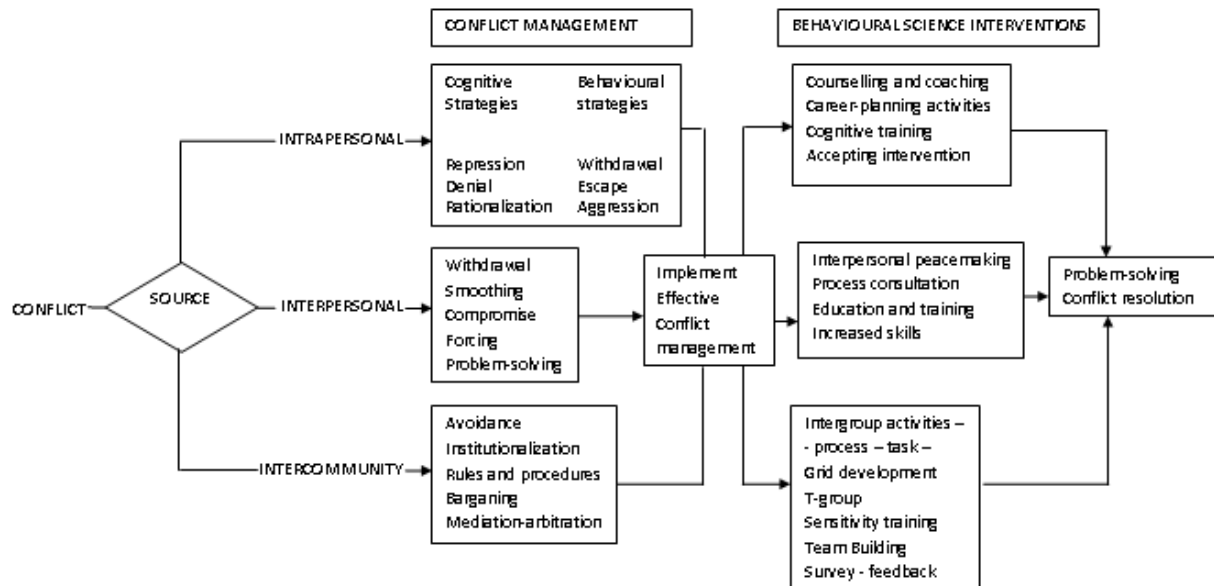 CONFLICT MANAGEMENT
BEHAVIOURAL SCIENCE INTERVENTIONS
CONFLICT
SOURCE
INTRAPERSONAL
INTERPERSONAL
INTERCOMMUNITY
Cognitive Behavioural
Strategies strategies
Repression Withdrawal
Denial Escape
Rationalization Aggression
Withdrawal
Smoothing
Compromise
Forcing
Problem-solving
Avoidance
Institutionalization
Rules and procedures
Barganing
Mediation-arbitration
Implement
Effective
Conflict
management
Counselling and coaching
Career-planning activities
Cognitive training
Accepting intervention
Interpersonal peacemaking
Process consultation
Education and training
Increased skills
Intergroup activities –
- process – task –
Grid development
T-group
Sensitivity training
Team Building
Survey - feedback
Problem-solving
Conflict resolution